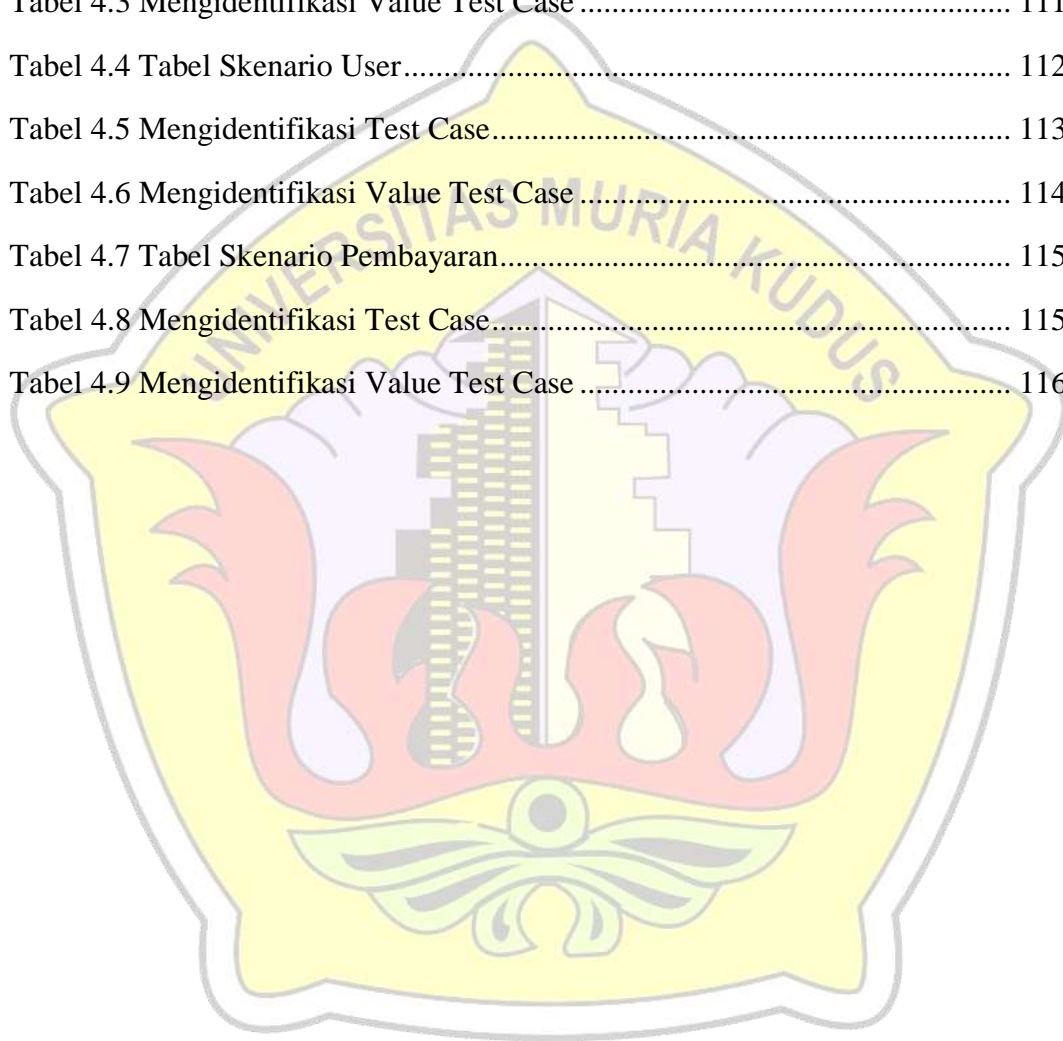 Tabel 4.3 Mengidentifikasi Value Test Case ...................................................... 111
Tabel 4.4 Tabel Skenario User............................................................................ 112
Tabel 4.5 Mengidentifikasi Test Case................................................................. 113
Tabel 4.6 Mengidentifikasi Value Test Case ...................................................... 114
Tabel 4.7 Tabel Skenario Pembayaran................................................................ 115
Tabel 4.8 Mengidentifikasi Test Case................................................................. 115
Tabel 4.9 Mengidentifikasi Value Test Case ...................................................... 116
UNIVERSITAS MURIA KUDUS